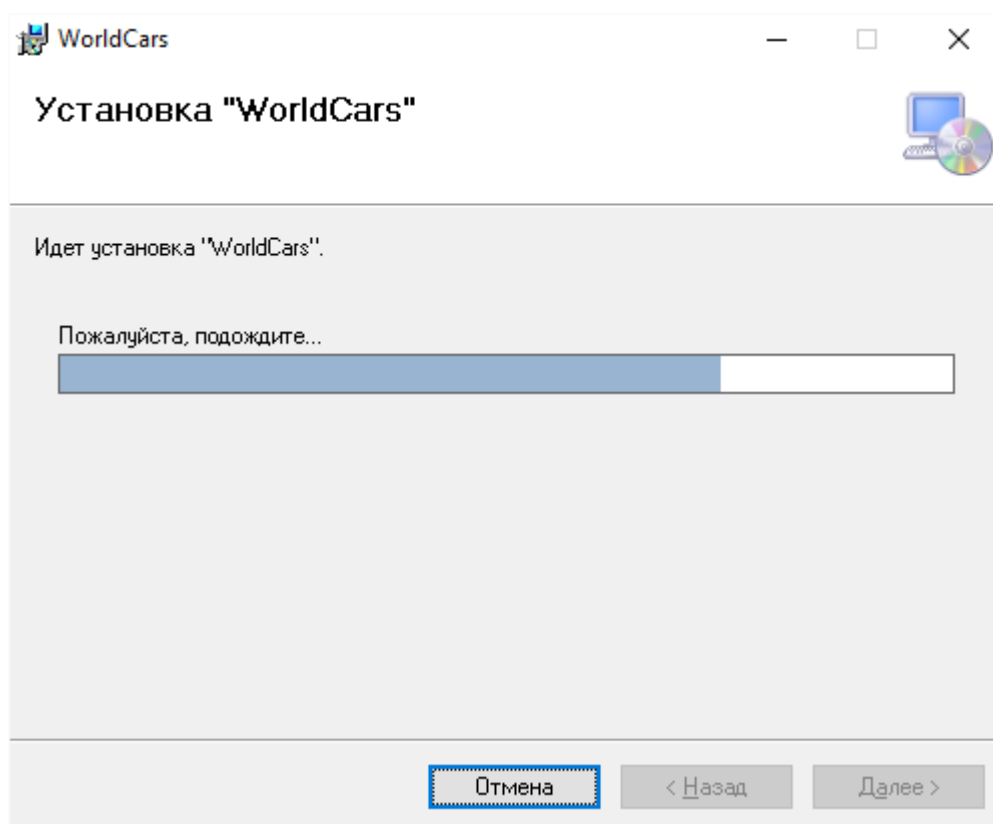 WorldCars
Установка "WorldCars"
Идет установка "WorldCars".
Пожалуйста, подождите...
Отмена
< Назад
Далее >